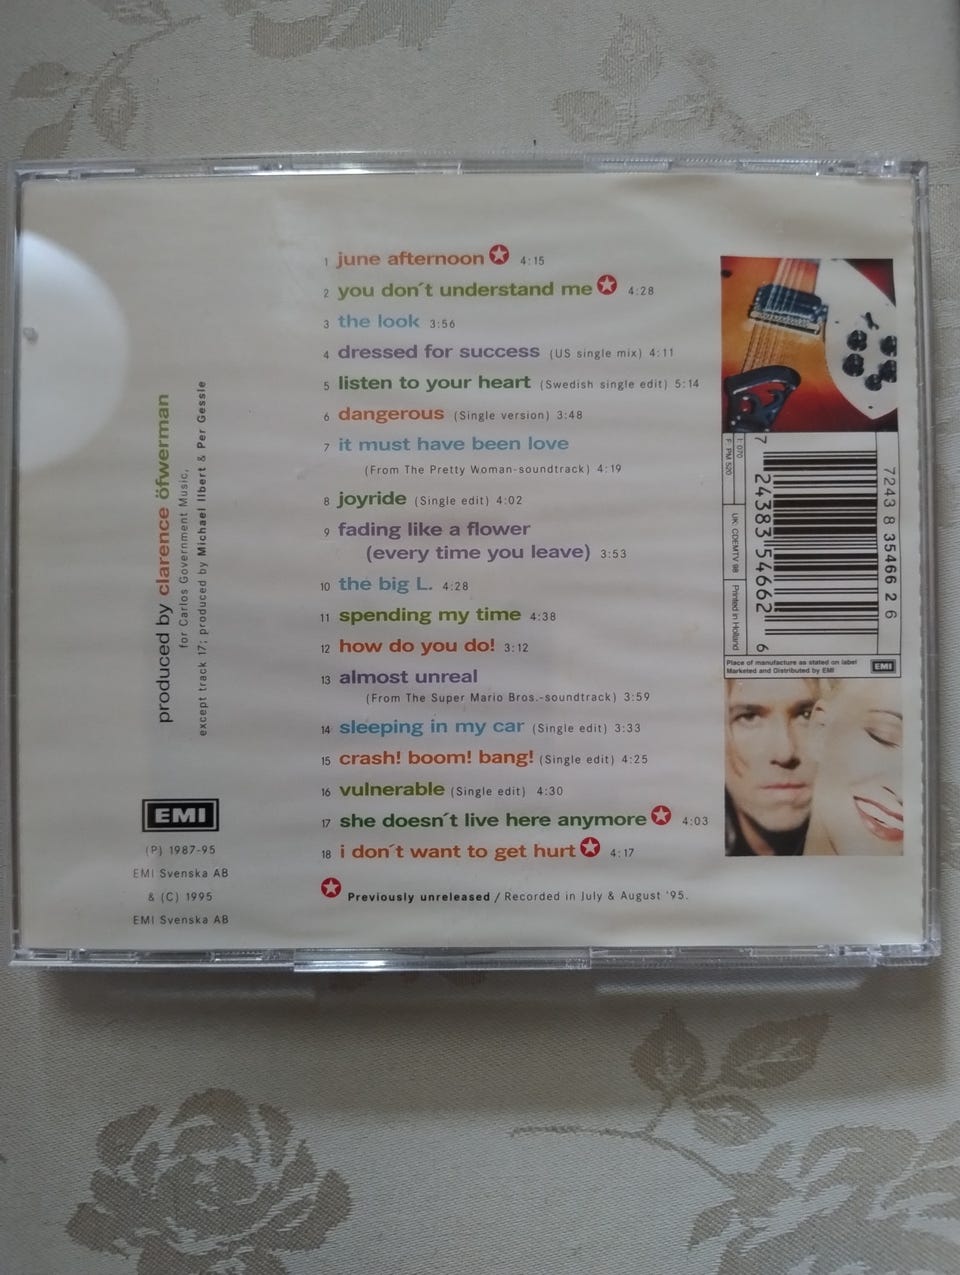 1 june afternoon 4:15
2 you don´t understand me 4:28
3 the look 3:56
4 dressed for success (US single mix) 4:11
5 listen to your heart (Swedish single edit) 5:14
6 dangerous (Single version) 3:48
7 it must have been love
(From The Pretty Woman-soundtrack) 4:19
8 joyride (Single edit) 4:02
9 fading like a flower
(every time you leave) 3:53
10 the big L. 4:28
11 spending my time 4:38
12 how do you do! 3:12
13 almost unreal
(From The Super Mario Bros.-soundtrack) 3:59
14 sleeping in my car (Single edit) 3:33
15 crash! boom! bang! (Single edit) 4:25
16 vulnerable (Single edit) 4:30
17 she doesn´t live here anymore 4:03
18 i don´t want to get hurt 4:17
Previously unreleased / Recorded in July & August '95.
produced by clarence öfwerman
for Carlos Government Music,
except track 17; produced by Michael Ilbert & Per Gessle
EMI
(P) 1987-95
EMI Svenska AB
& (C) 1995
EMI Svenska AB
7243 8 35466 2 6
7 24383 54662 6
I: 070
F: PM 520
UK: CDEMTV 98
Printed in Holland
Place of manufacture as stated on label
Marketed and Distributed by EMI
EMI